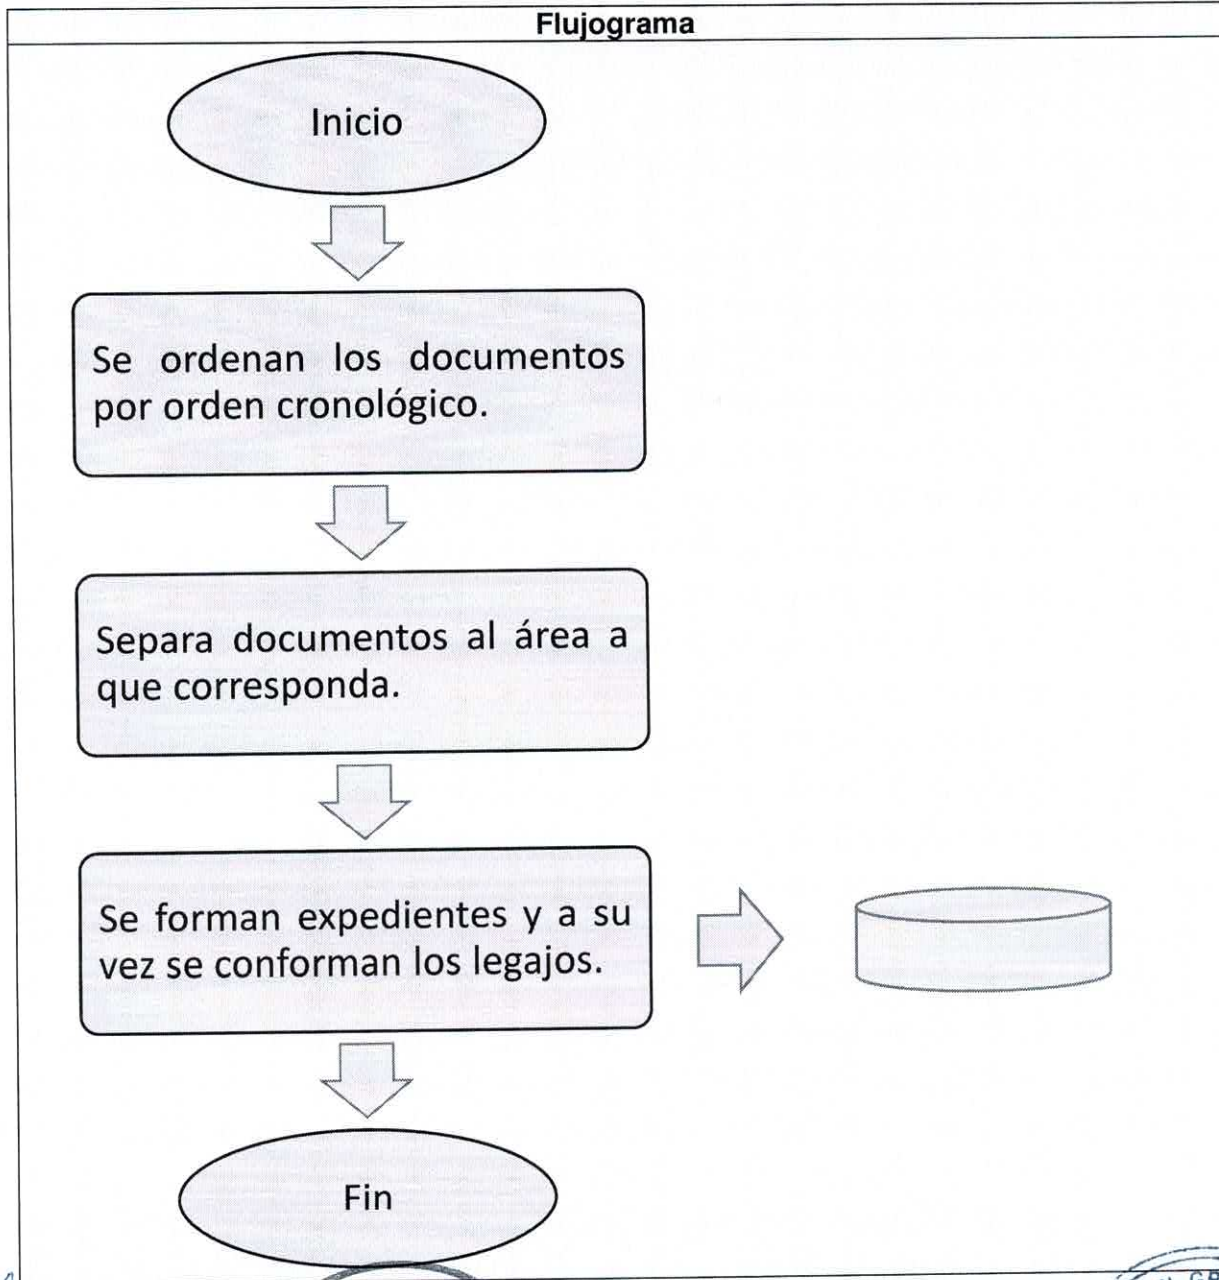 Flujograma
Inicio
Se ordenan los documentos
por orden cronológico.
Separa documentos al área a
que corresponda.
Se forman expedientes y a su
vez se conforman los legajos.
Fin